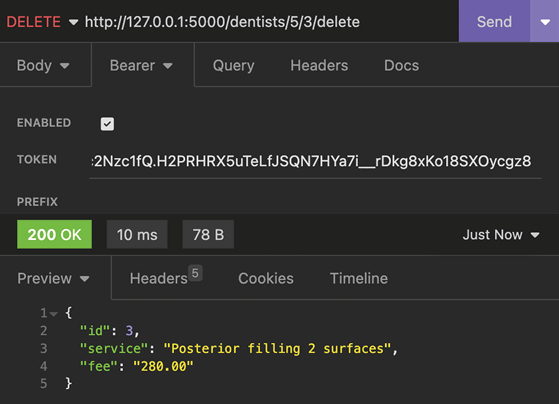 DELETE http://127.0.0.1:5000/dentists/5/3/delete Send
Body Bearer Query Headers Docs
ENABLED
TOKEN :2Nzc1fQ.H2PRHRX5uTeLfJSQN7HYa7i__rDkg8xKo18SXOycgz8
PREFIX
200 OK 10 ms 78 B Just Now
Preview Headers 5 Cookies Timeline
1 {
2 "id": 3,
3 "service": "Posterior filling 2 surfaces",
4 "fee": "280.00"
5 }